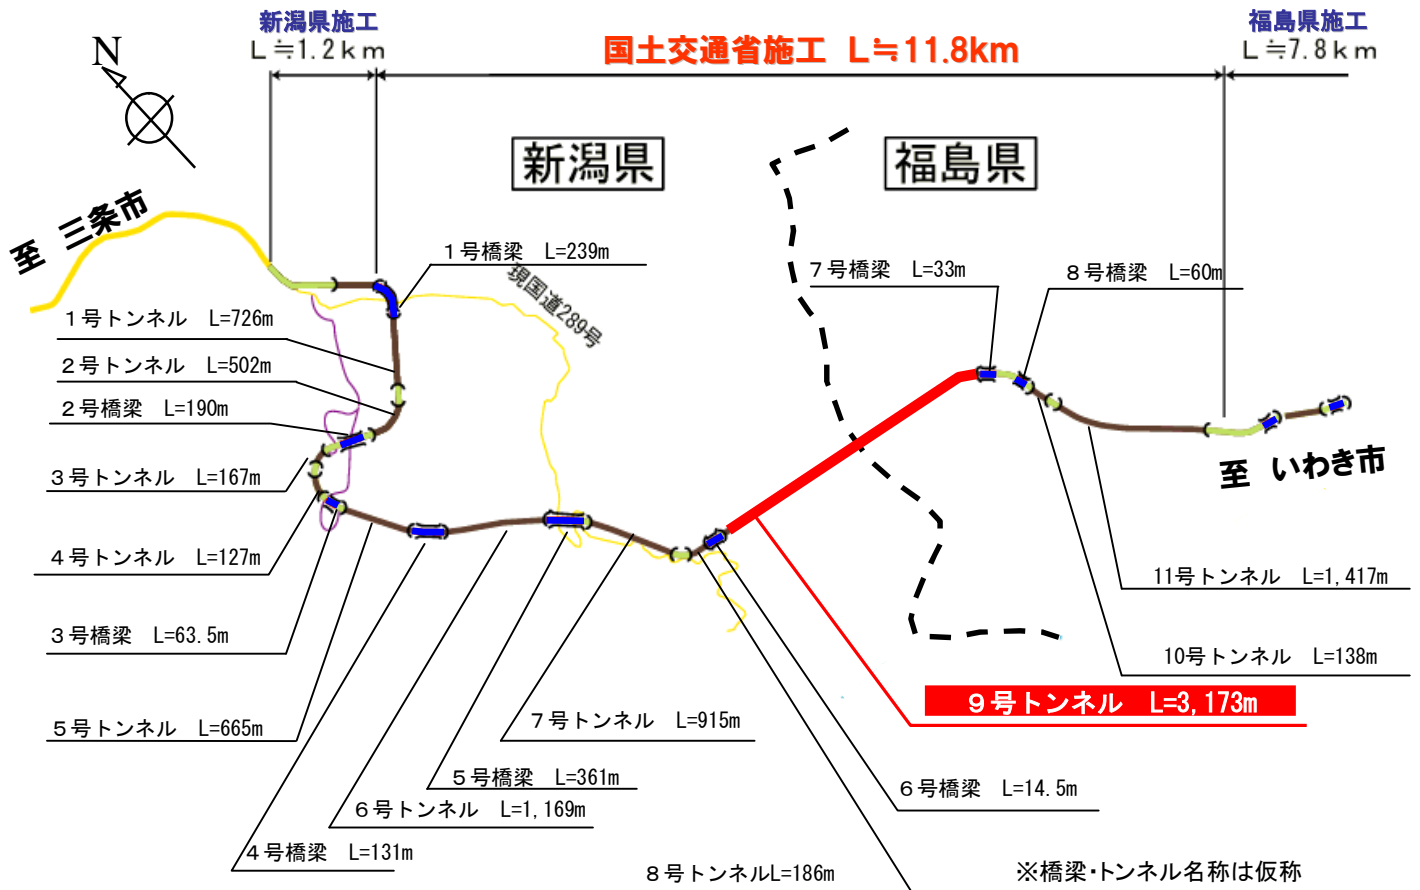 新潟県施工
L≒1.2km
国土交通省施工 L≒11.8km
福島県施工
L≒7.8km
N
新潟県
福島県
至 三条市
1号橋梁 L=239m
現国道289号
7号橋梁 L=33m
8号橋梁 L=60m
1号トンネル L=726m
2号トンネル L=502m
2号橋梁 L=190m
3号トンネル L=167m
至 いわき市
4号トンネル L=127m
11号トンネル L=1,417m
3号橋梁 L=63.5m
10号トンネル L=138m
9号トンネル L=3,173m
5号トンネル L=665m
7号トンネル L=915m
5号橋梁 L=361m
6号橋梁 L=14.5m
6号トンネル L=1,169m
4号橋梁 L=131m
8号トンネルL=186m
※橋梁・トンネル名称は仮称